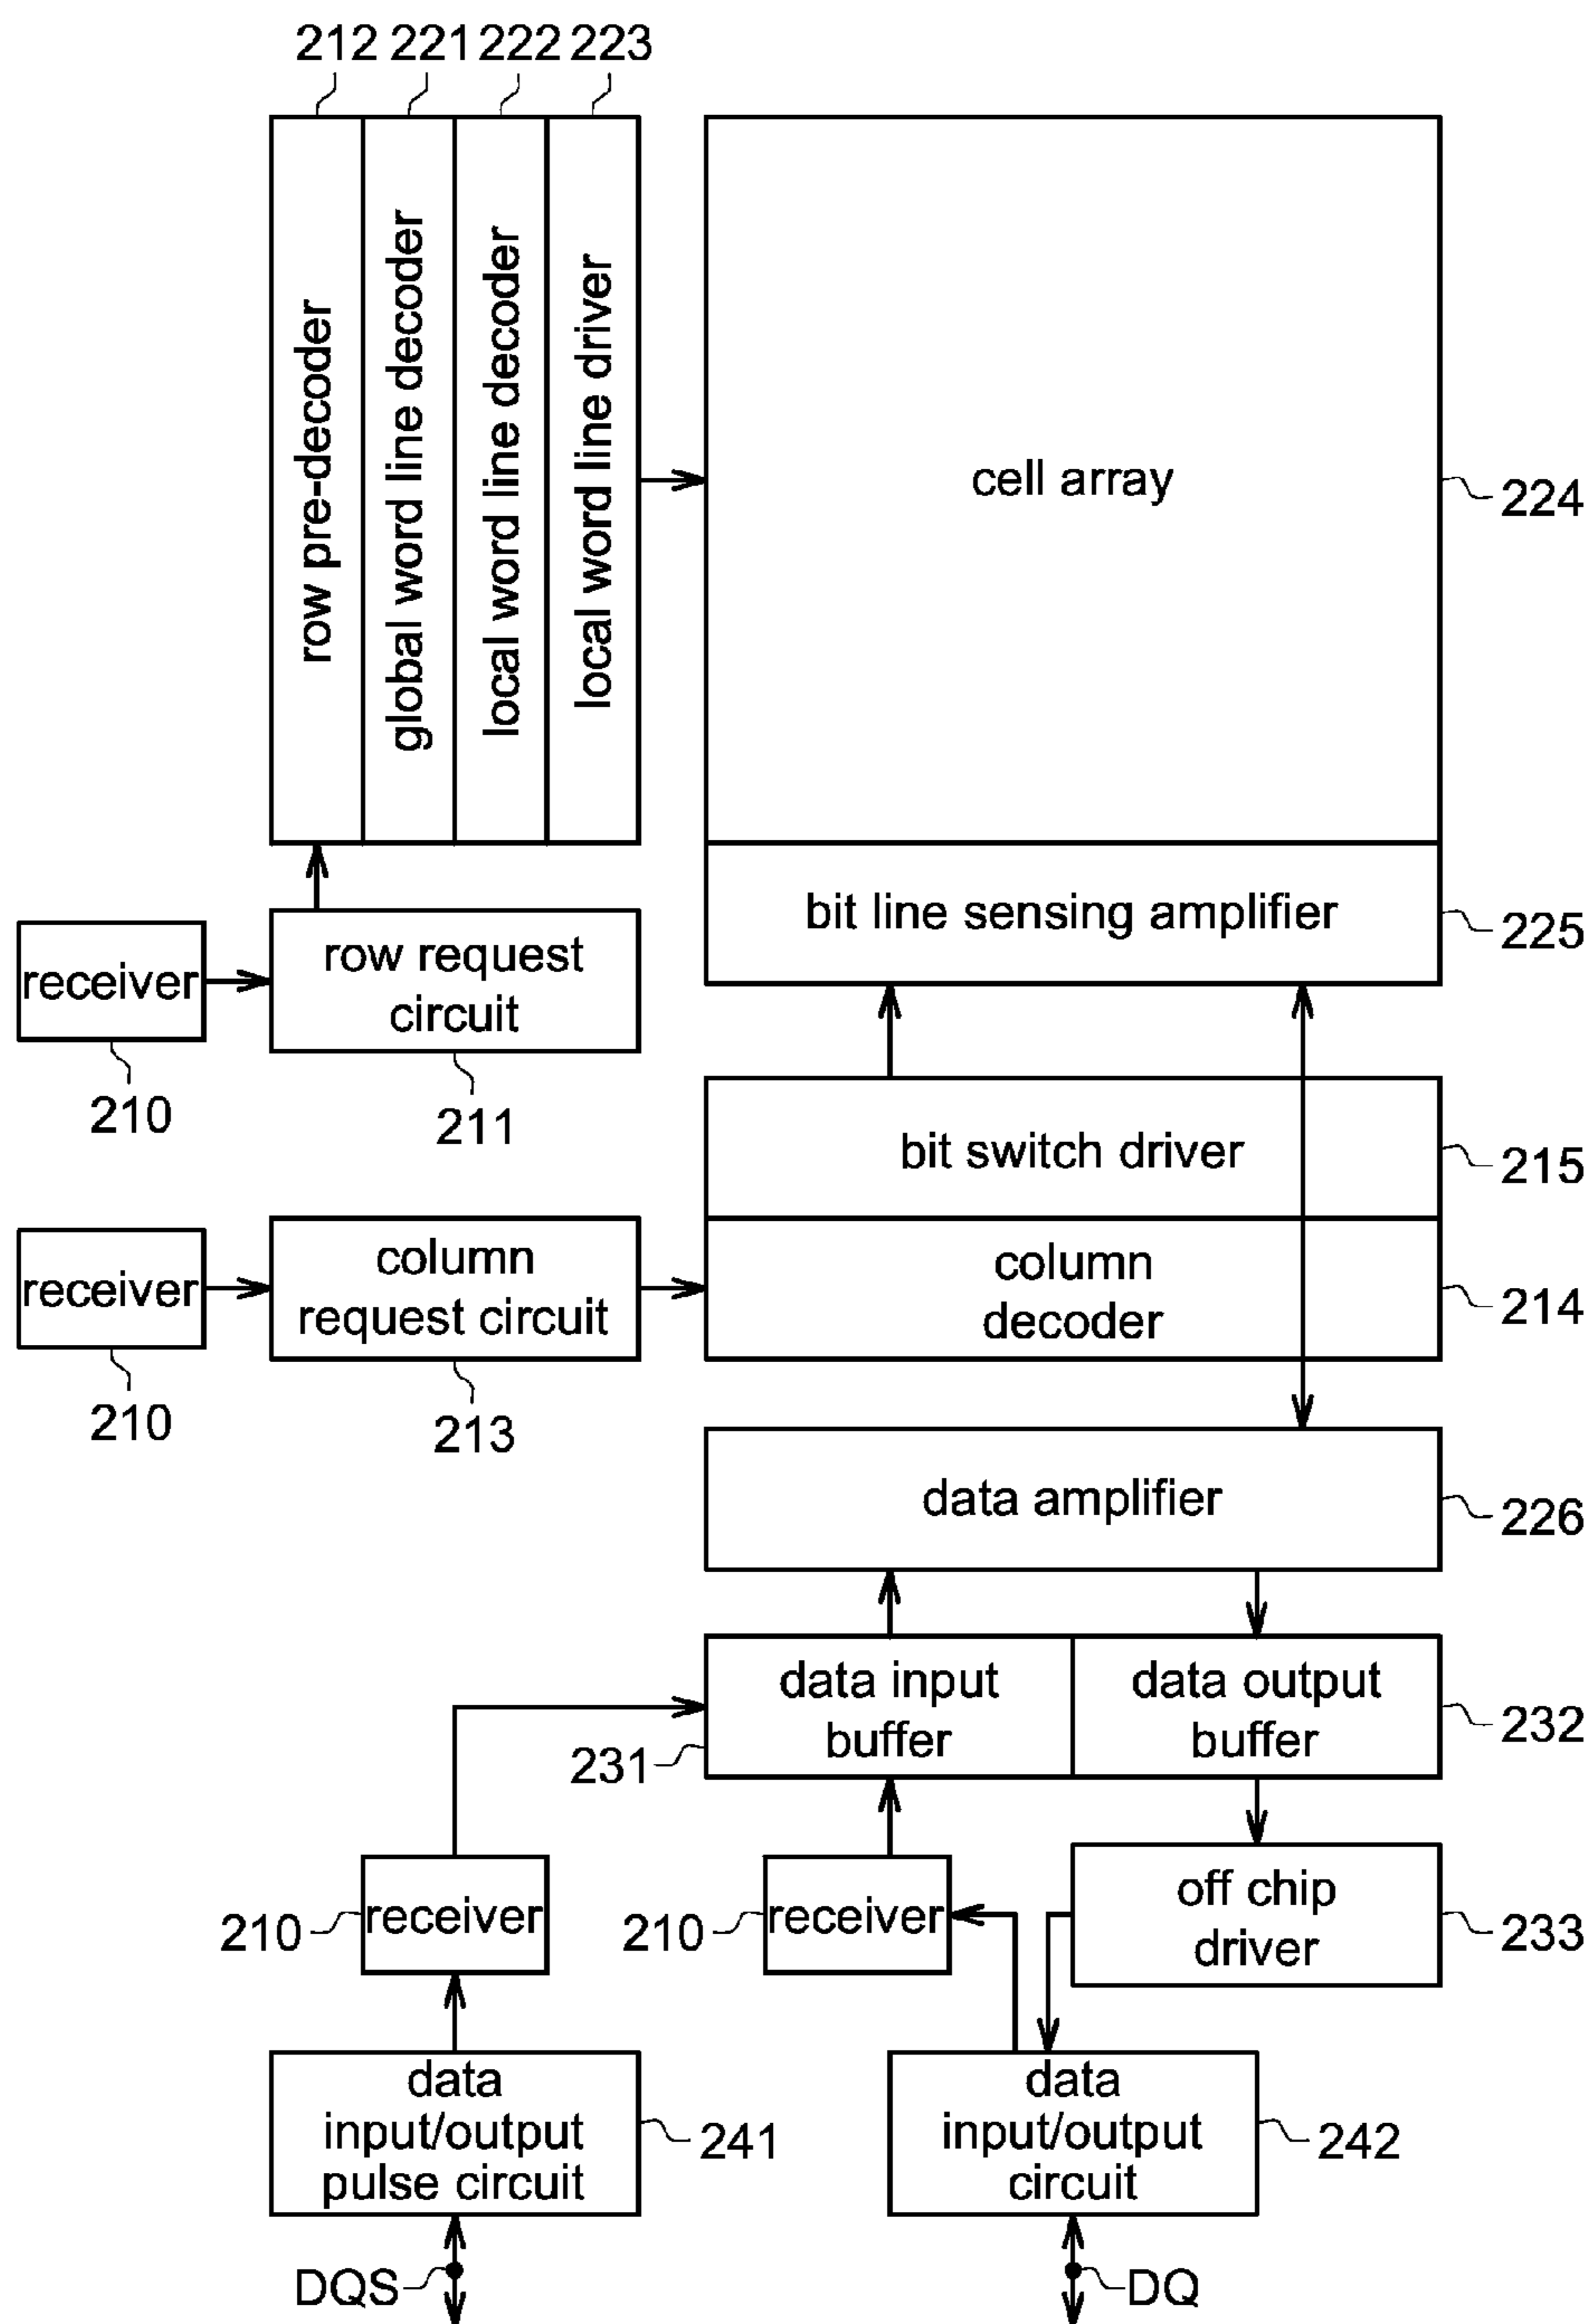 212 221 222 223
row pre-decoder
global word line decoder
local word line decoder
local word line driver
cell array
224
bit line sensing amplifier
225
receiver
210
row request
circuit
211
bit switch driver
215
receiver
210
column
request circuit
213
column
decoder
214
data amplifier
226
data input
buffer
231
data output
buffer
232
210
receiver
210
receiver
off chip
driver
233
data
input/output
pulse circuit
241
data
input/output
circuit
242
DQS
DQ